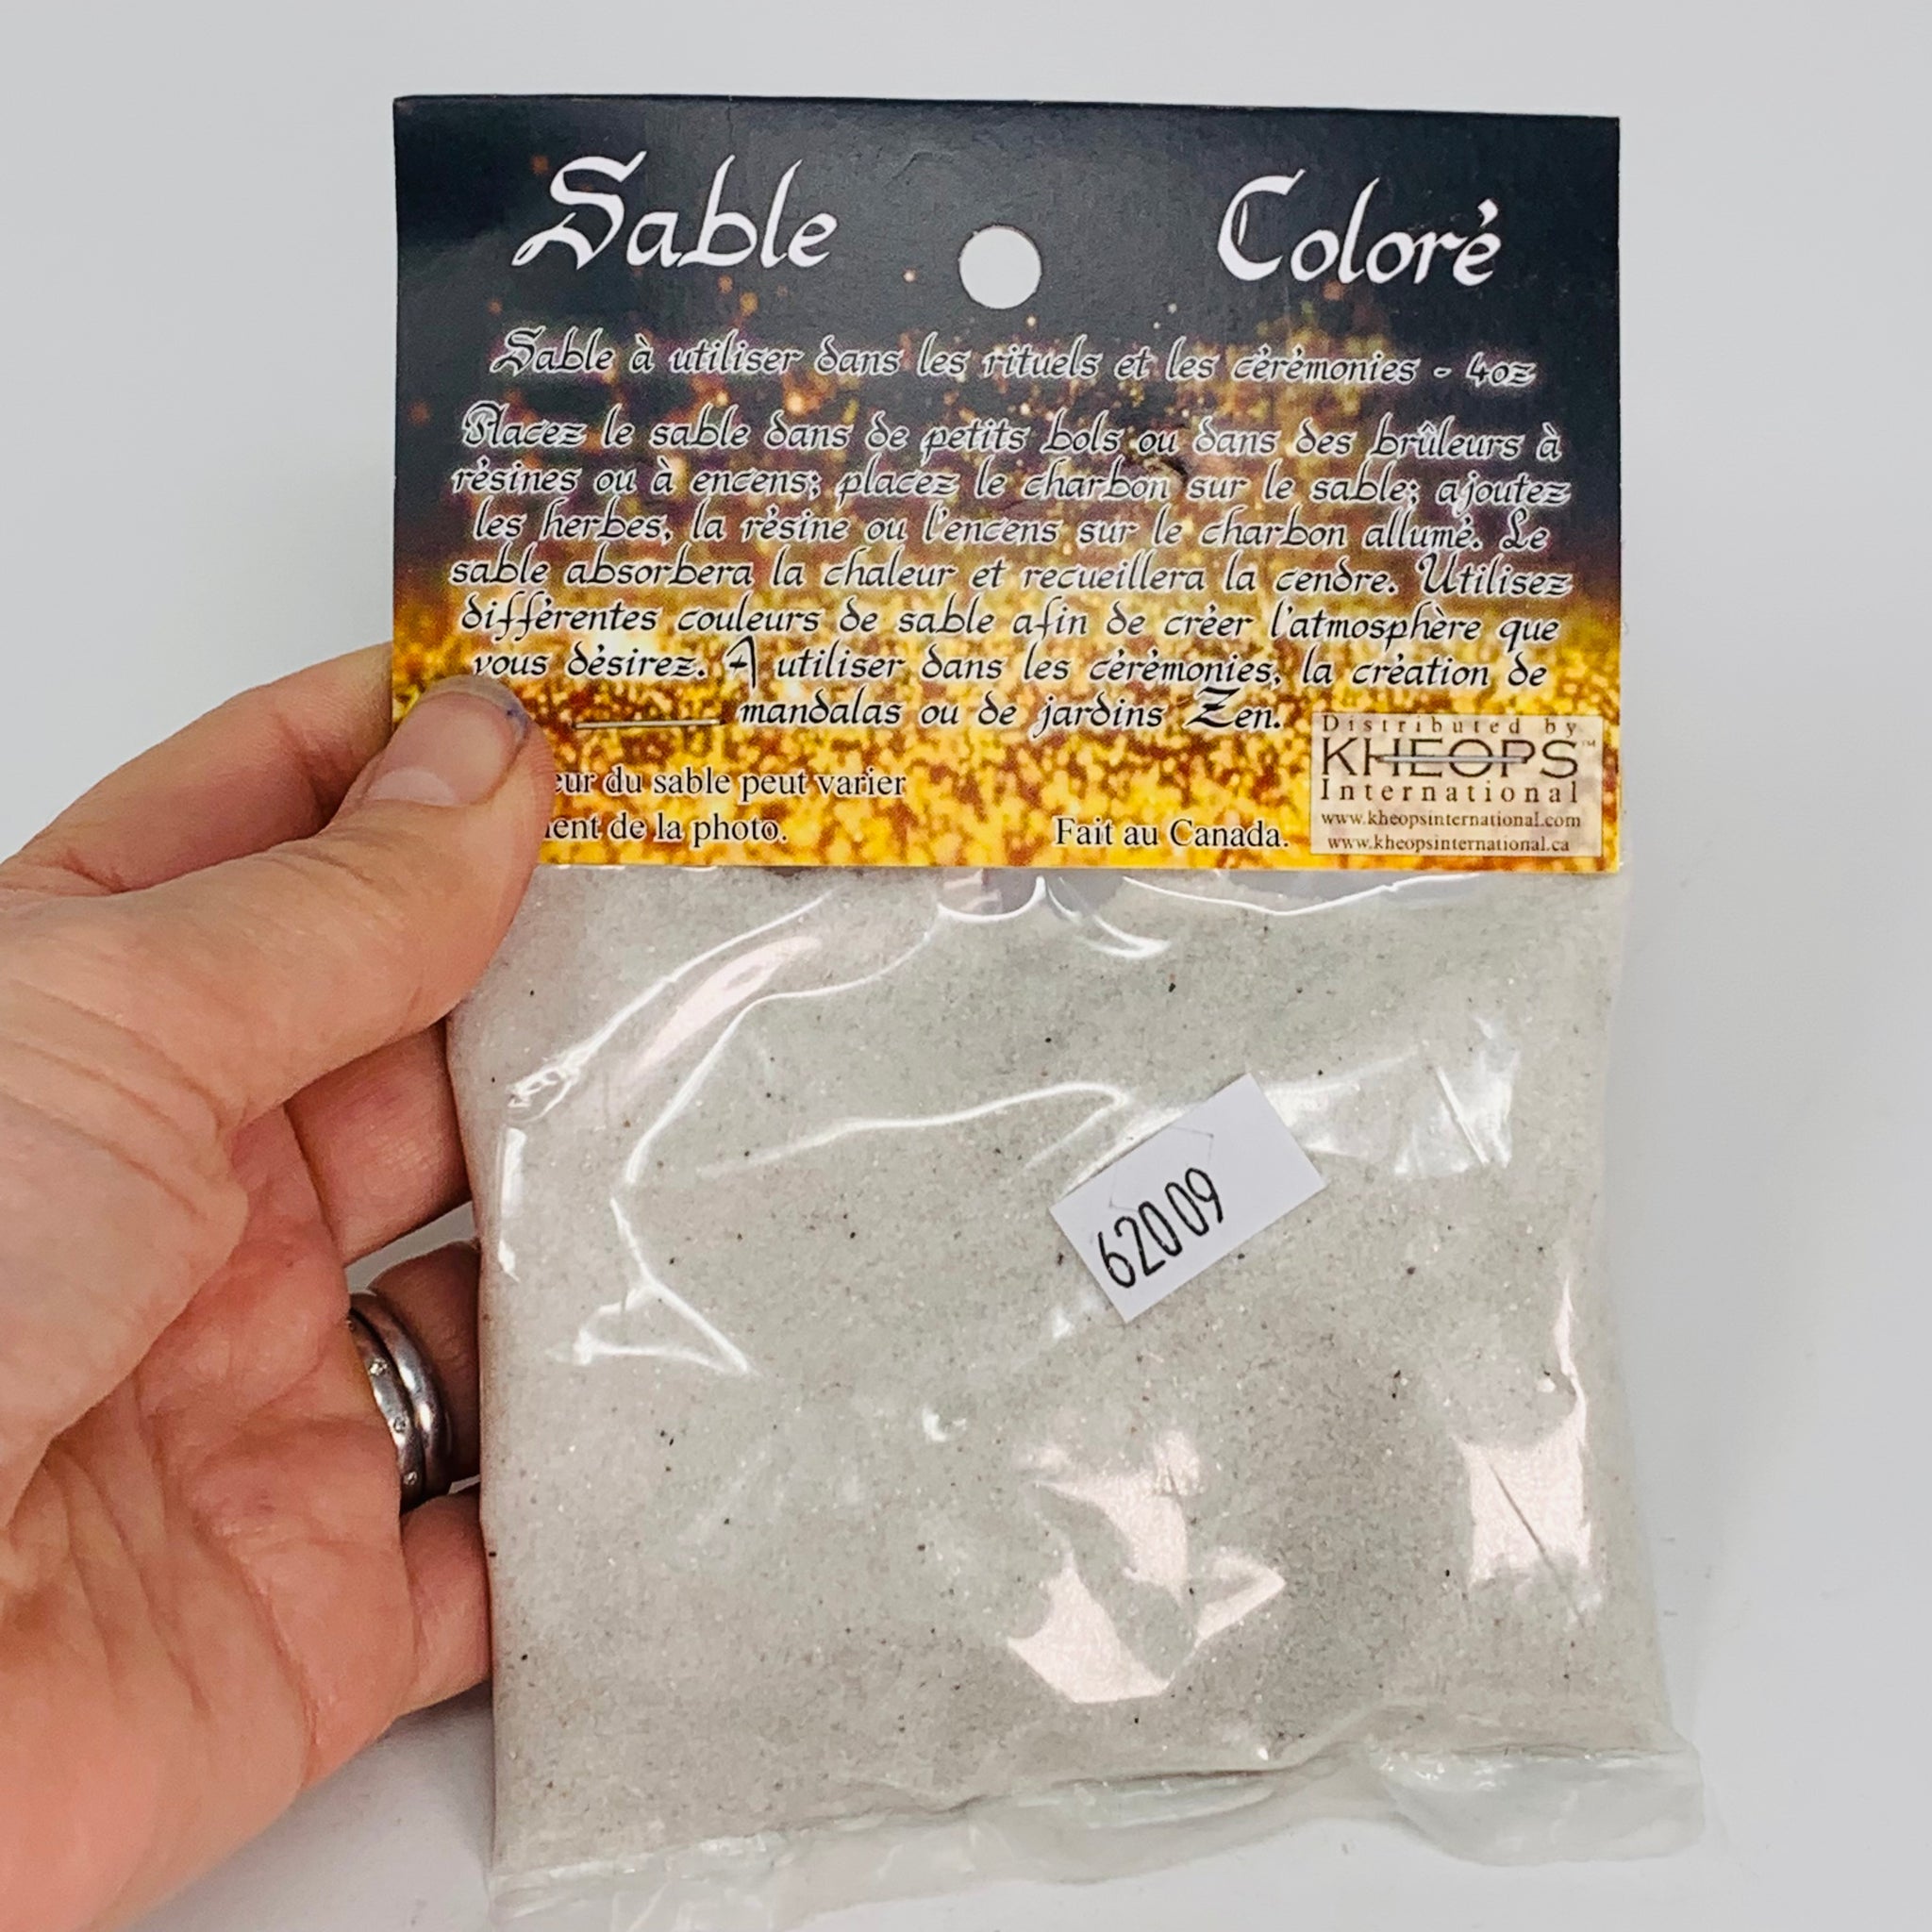 Sable Coloré
Sable à utiliser dans les rituels et les cérémonies - 4oz
Placez le sable dans de petits bols ou dans des brûleurs à
résines ou à encens; placez le charbon sur le sable; ajoutez
les herbes, la résine ou l'encens sur le charbon allumé. Le
sable absorbera la chaleur et recueillera la cendre. Utilisez
différentes couleurs de sable afin de créer l'atmosphère que
vous désirez. A utiliser dans les cérémonies, la création de
mandalas ou de jardins Zen.
du sable peut varier
de la photo.
Fait au Canada.
Distributed by
KHEOPS™
International
www.kheopsinternational.com
www.kheopsinternational.ca
62009